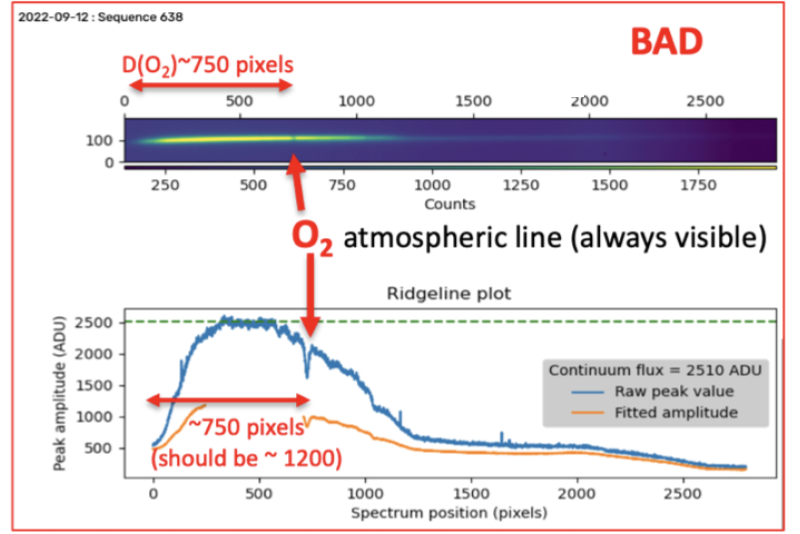 2022-09-12 : Sequence 638
BAD
D(O₂)~750 pixels
0 500 1000 1500 2000 2500
100
0
250 500 750 1000 1250 1500 1750
Counts
O₂ atmospheric line (always visible)
Ridgeline plot
Peak amplitude (ADU)
2500
2000
1500
1000
500
Continuum flux = 2510 ADU
Raw peak value
Fitted amplitude
~750 pixels
(should be ~ 1200)
0 500 1000 1500 2000 2500
Spectrum position (pixels)